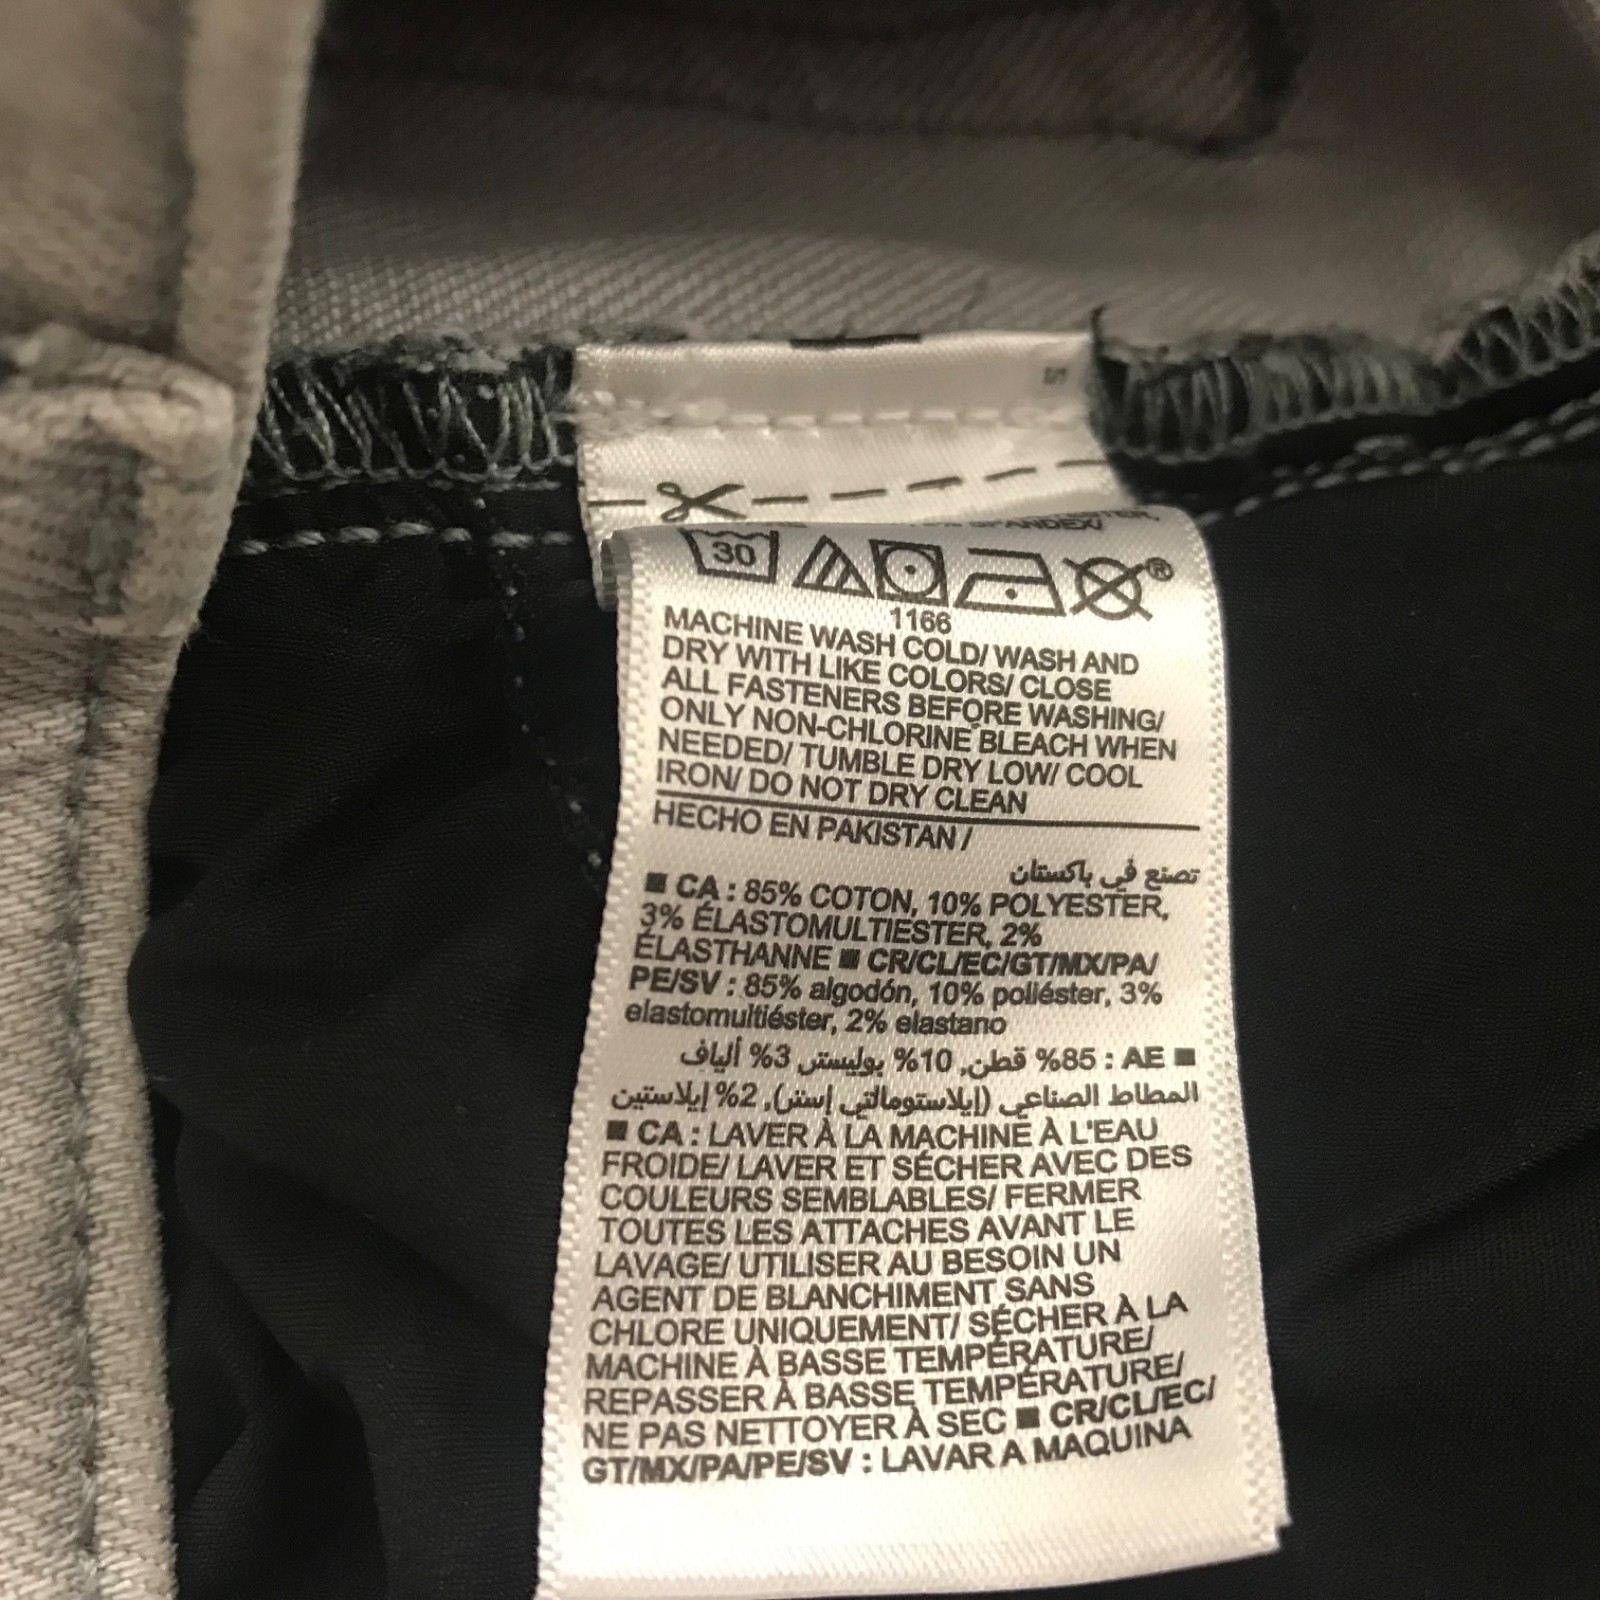 SPANDEX/
30
®
1166
MACHINE WASH COLD/ WASH AND
DRY WITH LIKE COLORS/ CLOSE
ALL FASTENERS BEFORE WASHING/
ONLY NON-CHLORINE BLEACH WHEN
NEEDED/ TUMBLE DRY LOW/ COOL
IRON/ DO NOT DRY CLEAN
HECHO EN PAKISTAN /
تصنع في باكستان
■ CA : 85% COTON, 10% POLYESTER,
3% ÉLASTOMULTIESTER, 2%
ÉLASTHANNE ■ CR/CL/EC/GT/MX/PA/
PE/SV : 85% algodón, 10% poliéster, 3%
elastomultiéster, 2% elastano
■ AE : 85% قطن, 10% بوليستر, 3% ألياف
المطاط الصناعي (إيلاستومالتي إستر), 2% إيلاستين
■ CA : LAVER À LA MACHINE À L'EAU
FROIDE/ LAVER ET SÉCHER AVEC DES
COULEURS SEMBLABLES/ FERMER
TOUTES LES ATTACHES AVANT LE
LAVAGE/ UTILISER AU BESOIN UN
AGENT DE BLANCHIMENT SANS
CHLORE UNIQUEMENT/ SÉCHER À LA
MACHINE À BASSE TEMPÉRATURE/
REPASSER À BASSE TEMPÉRATURE/
NE PAS NETTOYER À SEC ■ CR/CL/EC/
GT/MX/PA/PE/SV : LAVAR A MAQUINA